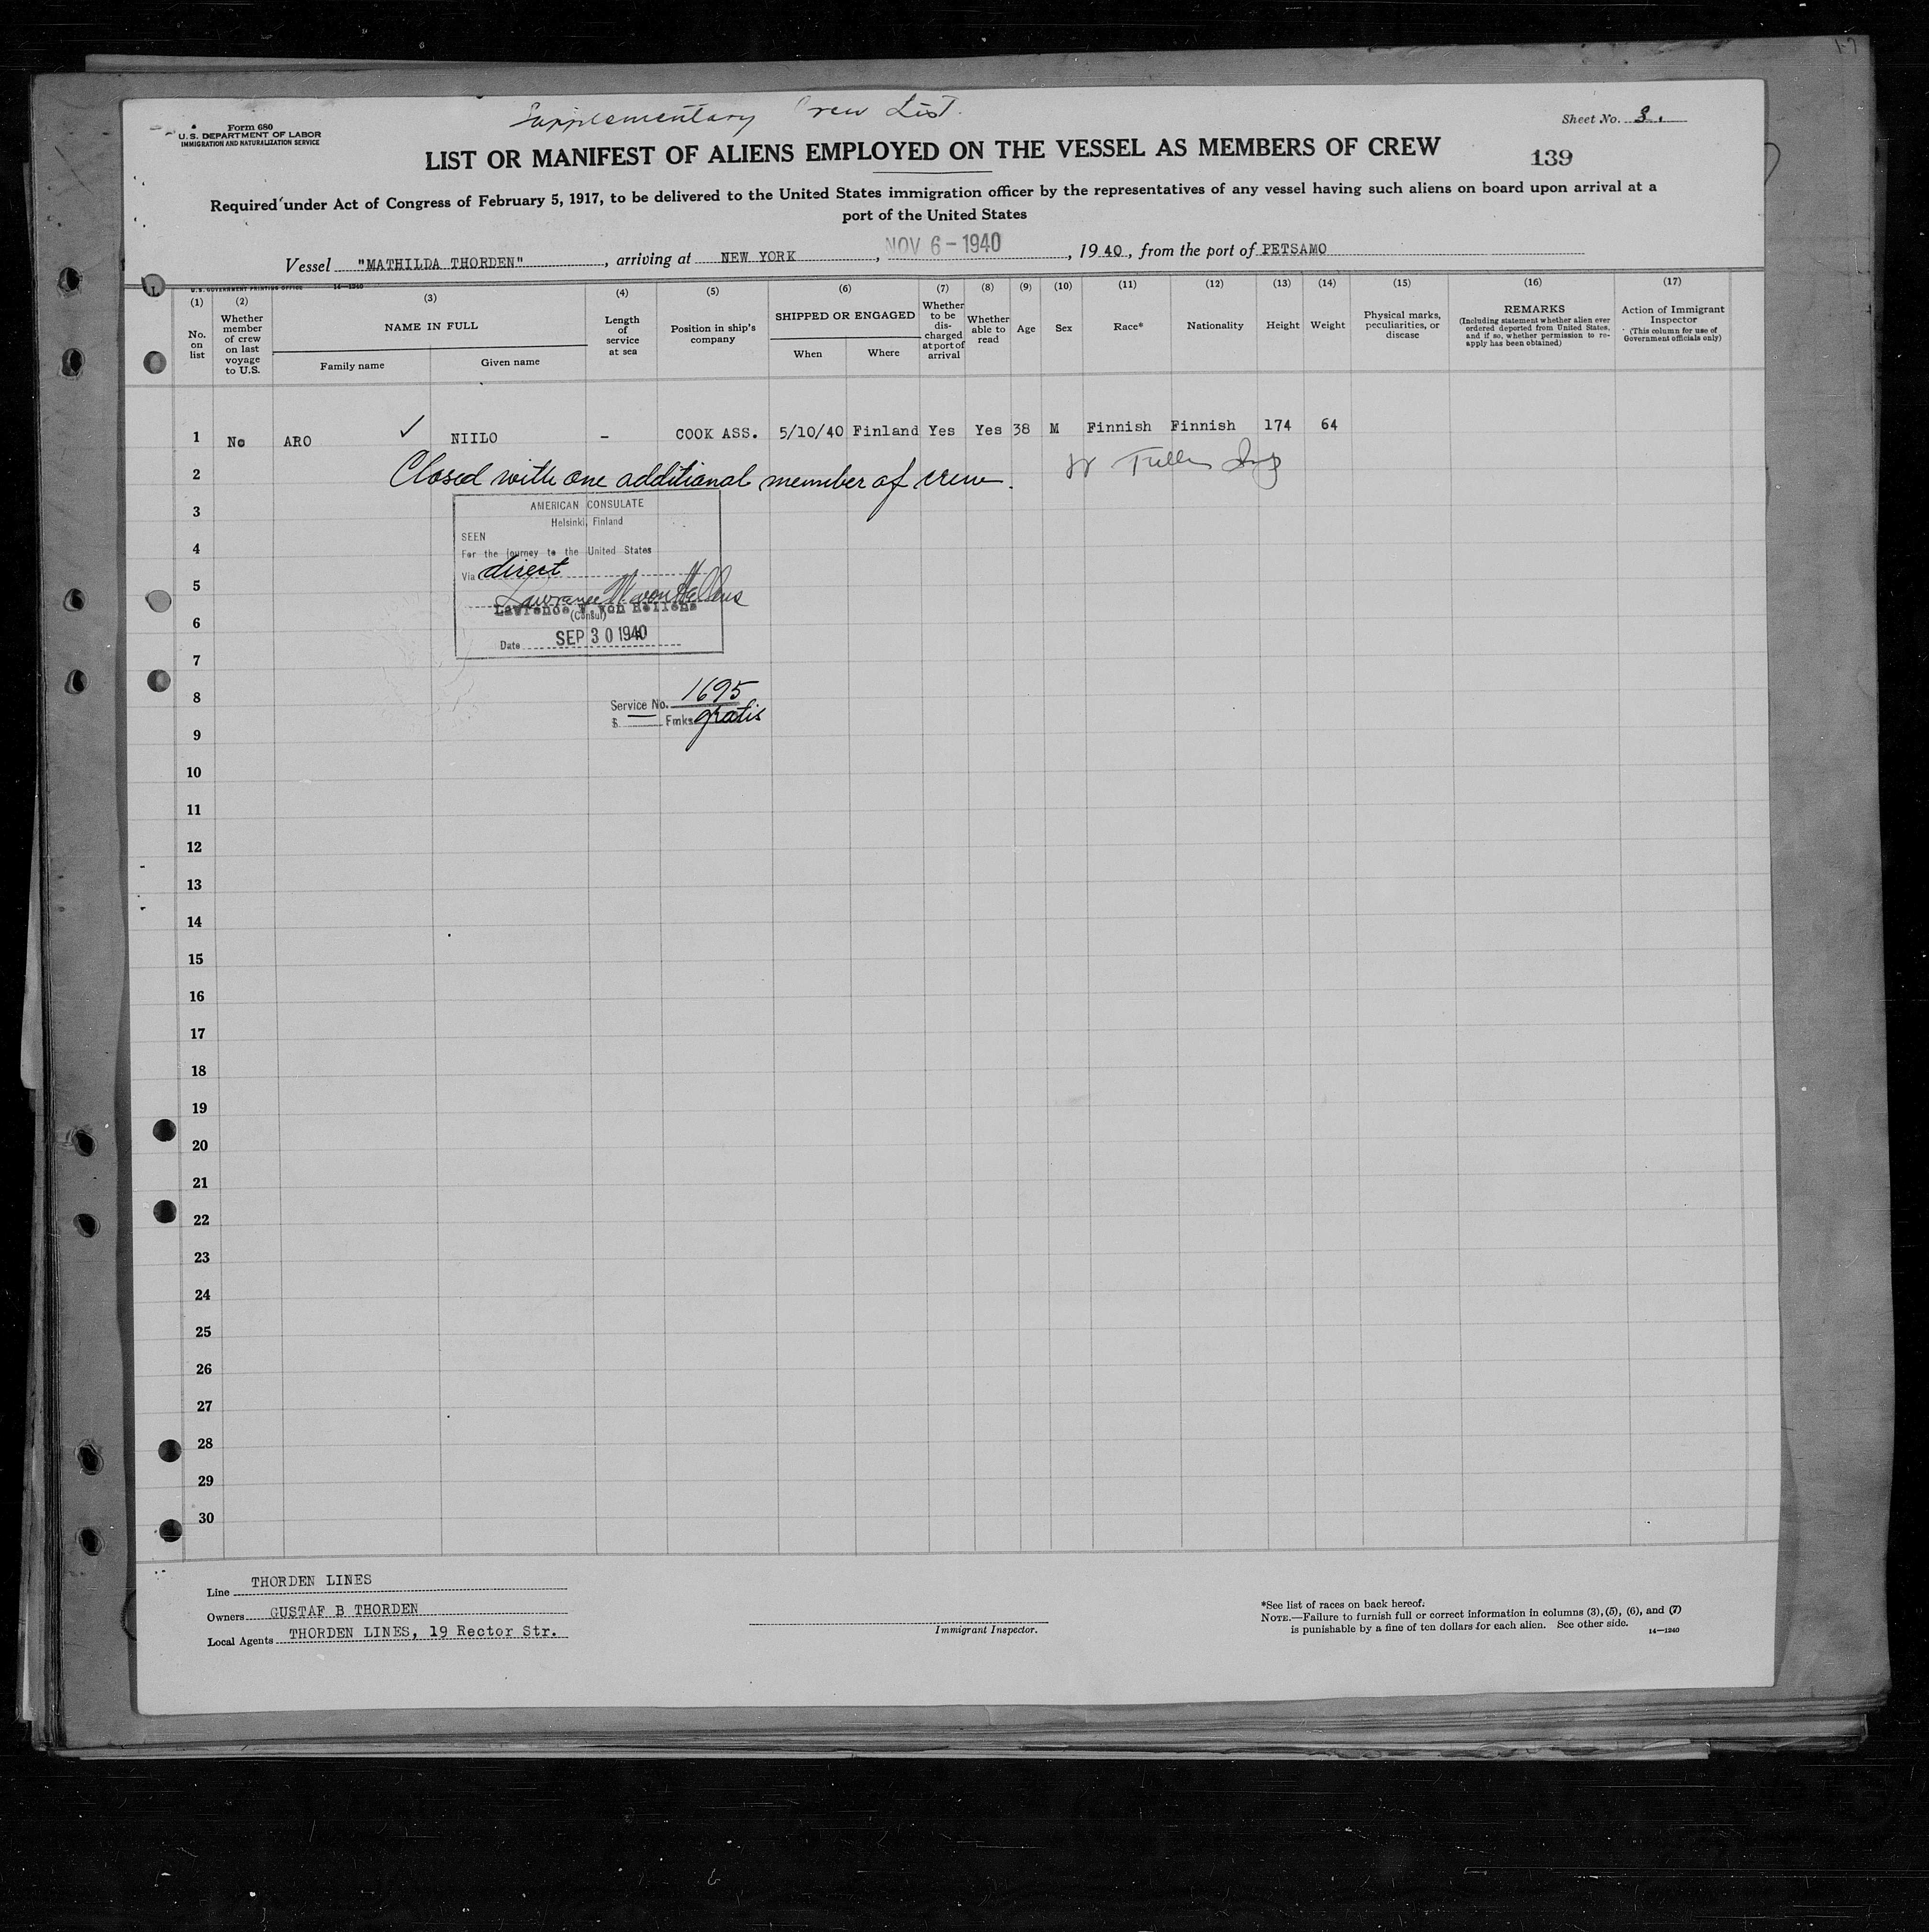 Supplementary Crew List.
Form 680
U.S. DEPARTMENT OF LABOR
IMMIGRATION AND NATURALIZATION SERVICE
Sheet No. 3.
LIST OR MANIFEST OF ALIENS EMPLOYED ON THE VESSEL AS MEMBERS OF CREW
139
Required under Act of Congress of February 5, 1917, to be delivered to the United States immigration officer by the representatives of any vessel having such aliens on board upon arrival at a
port of the United States
Vessel "MATHILDA THORDEN", arriving at NEW YORK, NOV 6-1940, 1940, from the port of PETSAMO
U.S. GOVERNMENT PRINTING OFFICE 14—1240
(1) No. on list
(2) Whether member of crew on last voyage to U.S.
(3) NAME IN FULL
Family name
Given name
(4) Length of service at sea
(5) Position in ship's company
(6) SHIPPED OR ENGAGED
When
Where
(7) Whether to be discharged at port of arrival
(8) Whether able to read
(9) Age
(10) Sex
(11) Race*
(12) Nationality
(13) Height
(14) Weight
(15) Physical marks, peculiarities, or disease
(16) REMARKS
(Including statement whether alien ever ordered deported from United States, and if so, whether permission to re-apply has been obtained)
(17) Action of Immigrant Inspector
(This column for use of Government officials only)
1 No ARO ✓ NIILO - COOK ASS. 5/10/40 Finland Yes Yes 38 M Finnish Finnish 174 64
2 Closed with one additional member of crew.
3
AMERICAN CONSULATE
Helsinki, Finland
SEEN
4
For the journey to the United States
Via direct
5
Lawrence W. von Hellens
Lawrence W. von Hellens
6
(Consul)
Date SEP 30 1940
7
8
Service No. 1695
$ — Fmks. gratis
9
10
11
12
13
14
15
16
17
18
19
20
21
22
23
24
25
26
27
28
29
30
Line THORDEN LINES
Owners GUSTAF B THORDEN
Local Agents THORDEN LINES, 19 Rector Str.
Immigrant Inspector.
*See list of races on back hereof.
NOTE.—Failure to furnish full or correct information in columns (3), (5), (6), and (7)
is punishable by a fine of ten dollars for each alien. See other side.
14—1240